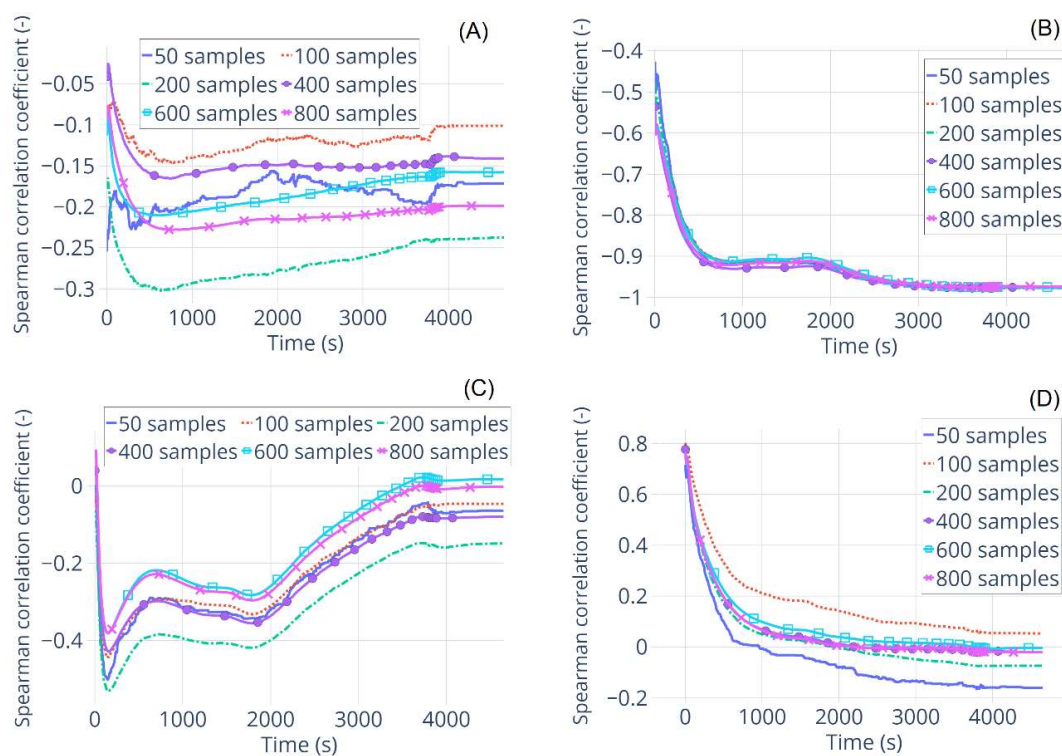 (A)
Spearman correlation coefficient (-)
50 samples
100 samples
200 samples
400 samples
600 samples
800 samples
−0.05
−0.1
−0.15
−0.2
−0.25
−0.3
0 1000 2000 3000 4000
Time (s)
(B)
Spearman correlation coefficient (-)
−0.4
−0.5
−0.6
−0.7
−0.8
−0.9
−1
50 samples
100 samples
200 samples
400 samples
600 samples
800 samples
0 1000 2000 3000 4000
Time (s)
(C)
Spearman correlation coefficient (-)
50 samples 100 samples 200 samples
400 samples 600 samples 800 samples
0
−0.2
−0.4
0 1000 2000 3000 4000
Time (s)
(D)
Spearman correlation coefficient (-)
0.8
0.6
0.4
0.2
0
−0.2
50 samples
100 samples
200 samples
400 samples
600 samples
800 samples
0 1000 2000 3000 4000
Time (s)